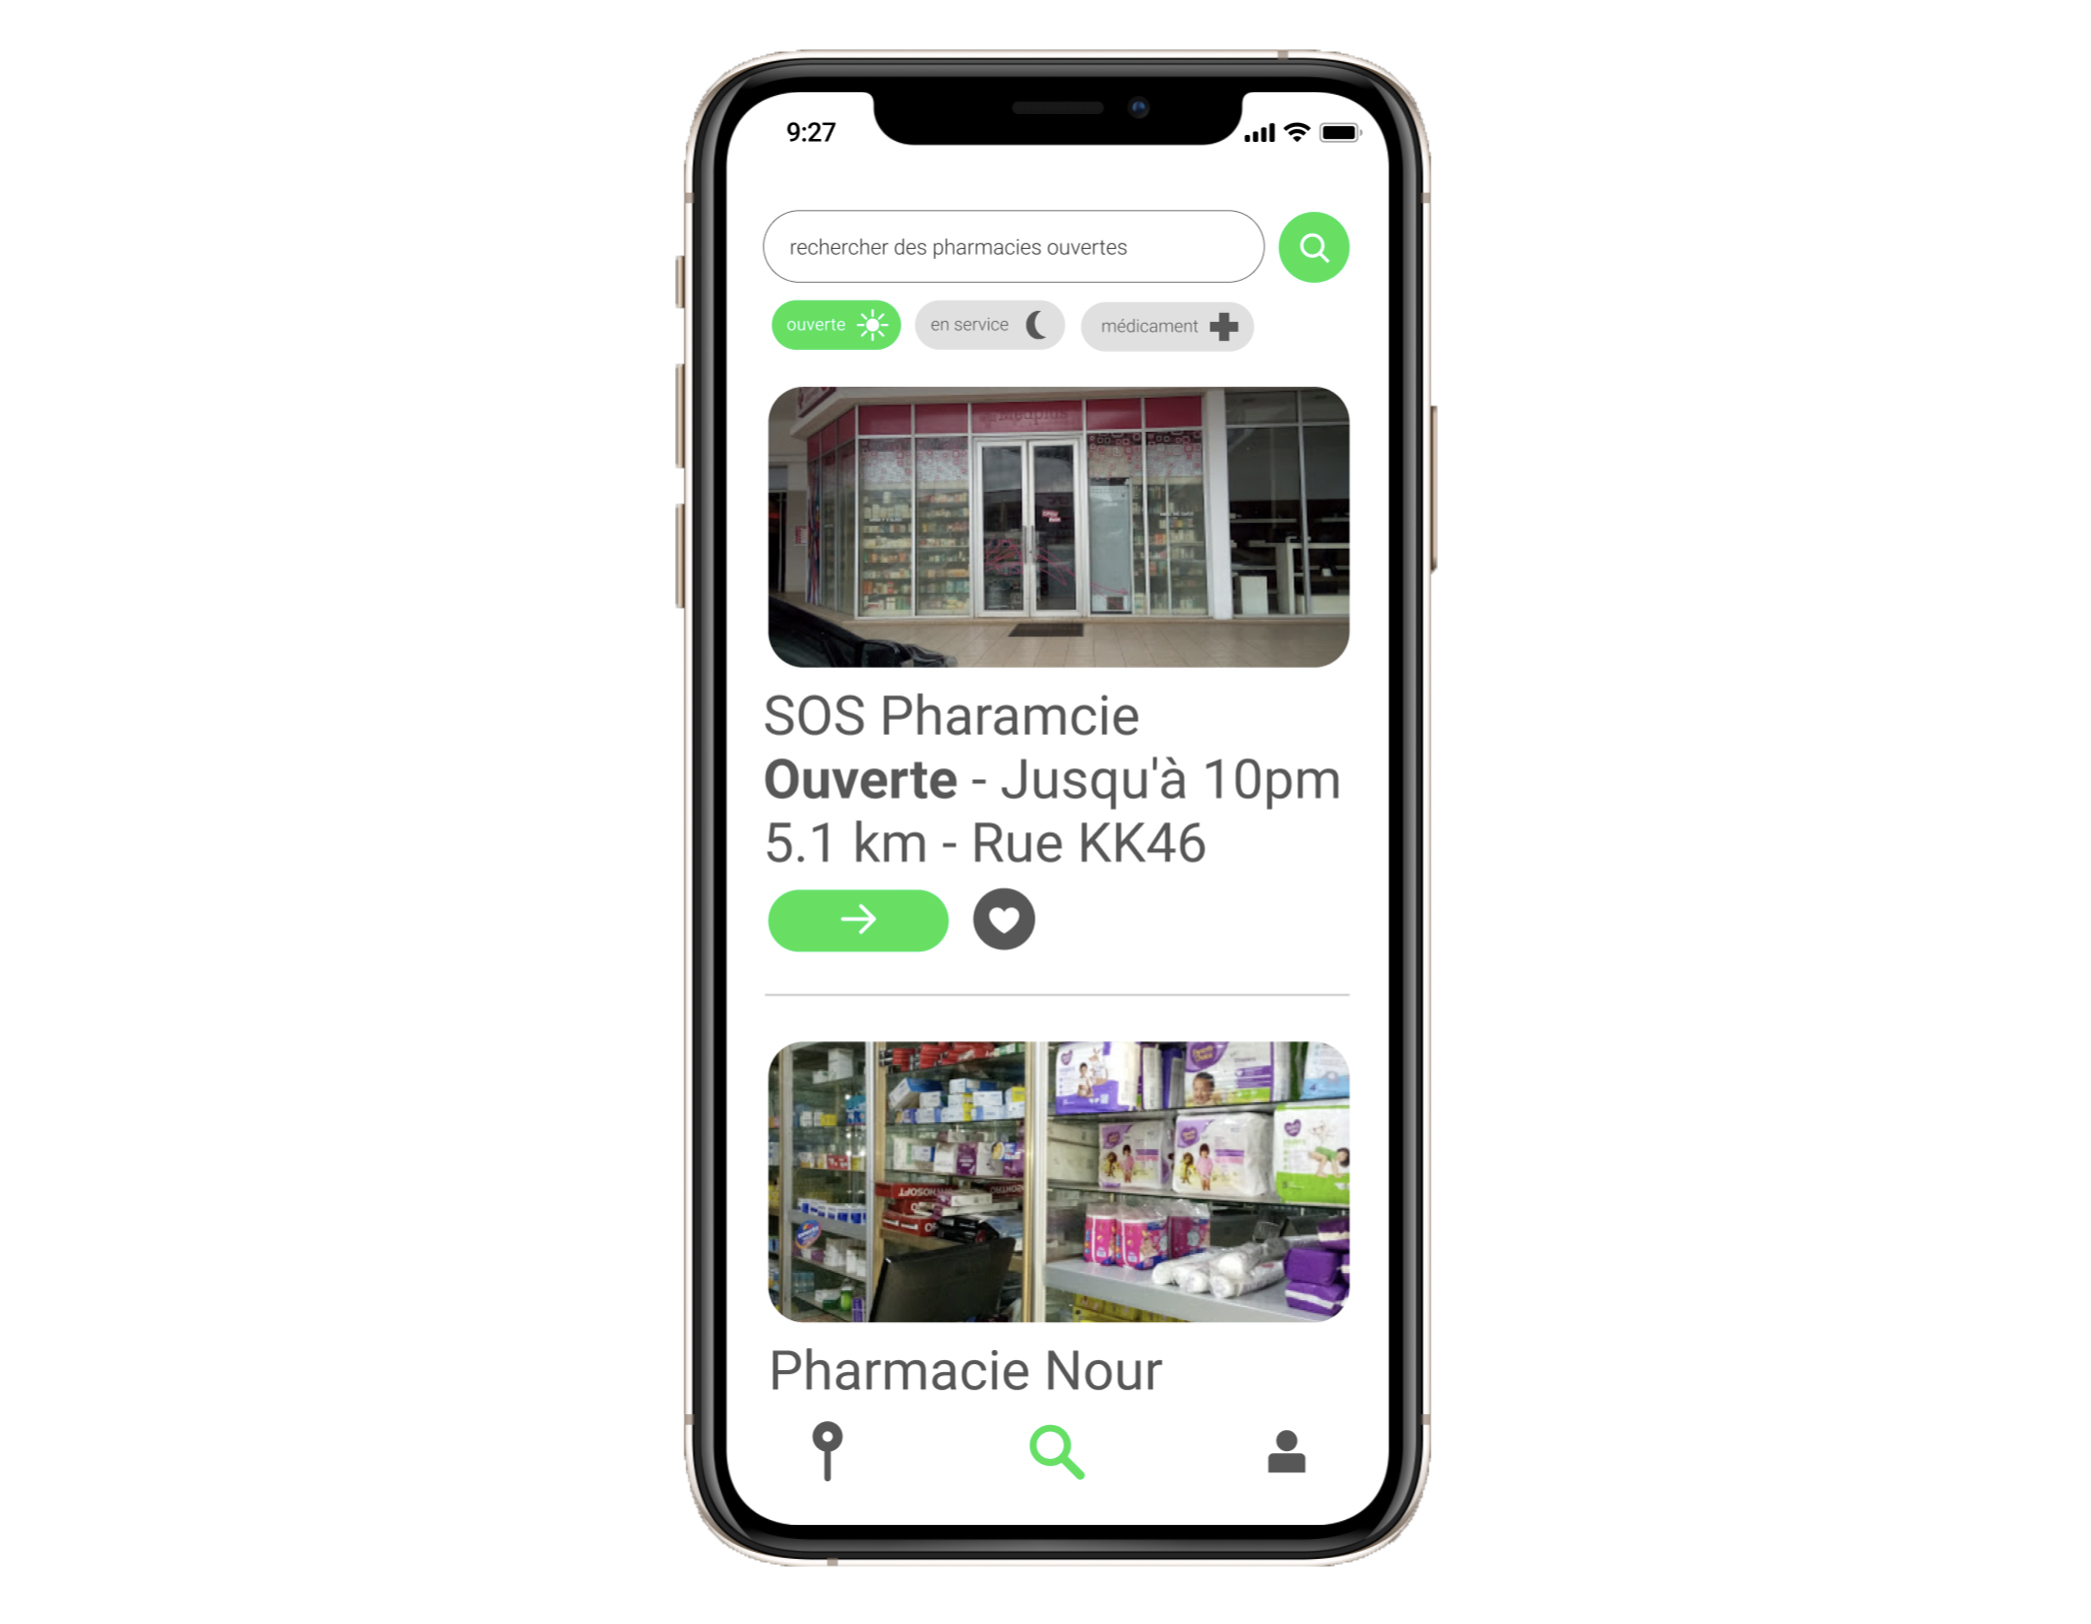 9:27
rechercher des pharmacies ouvertes
ouverte
en service
médicament
SOS Pharamcie
Ouverte - Jusqu'à 10pm
5.1 km - Rue KK46
Pharmacie Nour